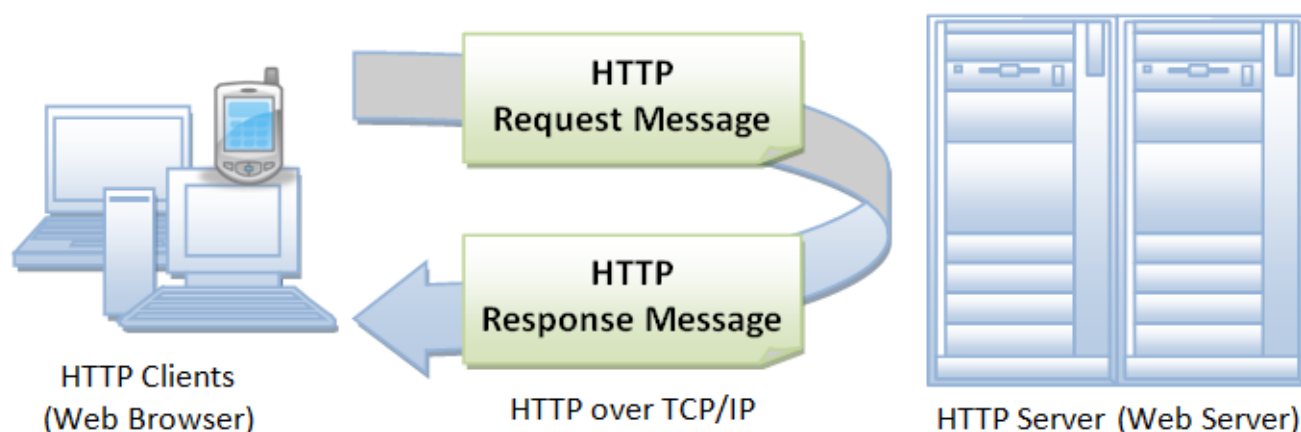 HTTP
Request Message
HTTP
Response Message
HTTP Clients
(Web Browser)
HTTP over TCP/IP
HTTP Server (Web Server)